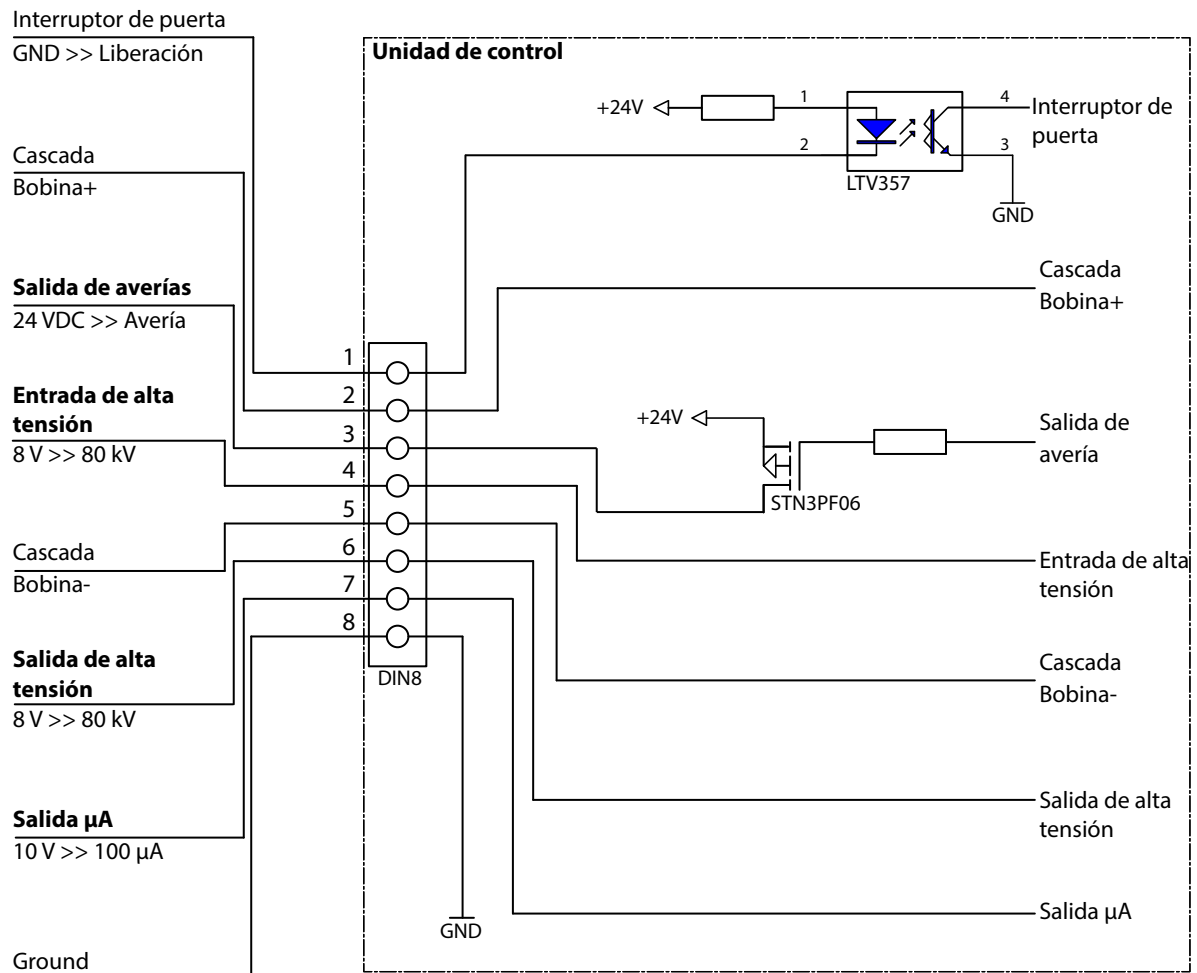 Interruptor de puerta
GND >> Liberación
Cascada
Bobina+
Salida de averías
24 VDC >> Avería
Entrada de alta
tensión
8 V >> 80 kV
Cascada
Bobina-
Salida de alta
tensión
8 V >> 80 kV
Salida µA
10 V >> 100 µA
Ground
1
2
3
4
5
6
7
8
DIN8
Unidad de control
+24V
1
2
4
3
LTV357
GND
Interruptor de
puerta
Cascada
Bobina+
+24V
STN3PF06
Salida de
avería
Entrada de alta
tensión
Cascada
Bobina-
Salida de alta
tensión
Salida µA
GND